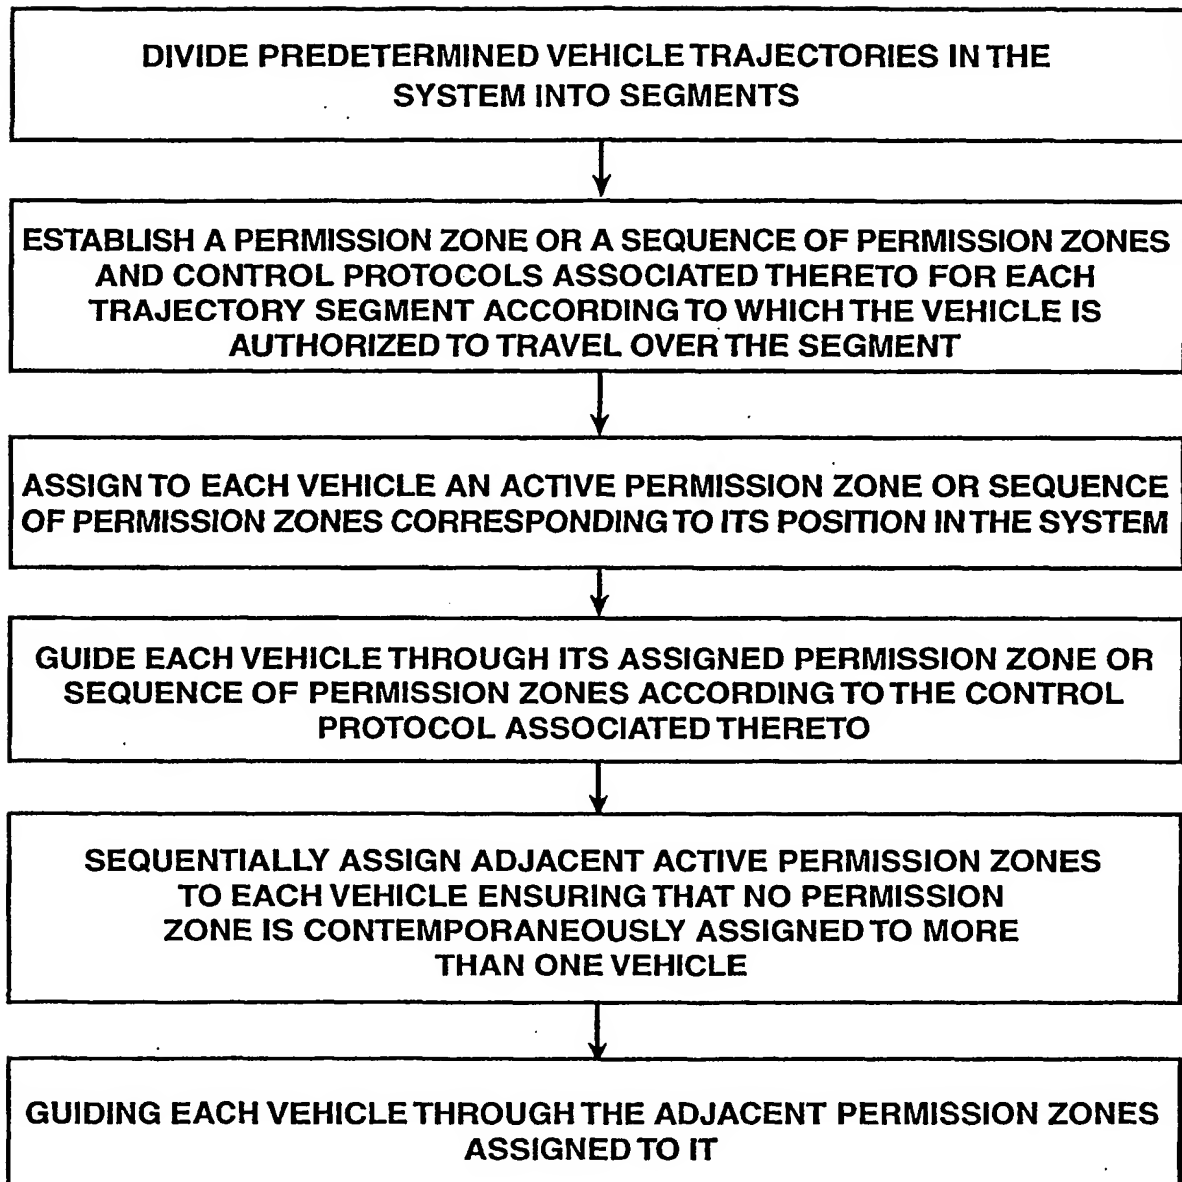 DIVIDE PREDETERMINED VEHICLE TRAJECTORIES IN THE
SYSTEM INTO SEGMENTS
ESTABLISH A PERMISSION ZONE OR A SEQUENCE OF PERMISSION ZONES
AND CONTROL PROTOCOLS ASSOCIATED THERETO FOR EACH
TRAJECTORY SEGMENT ACCORDING TO WHICH THE VEHICLE IS
AUTHORIZED TO TRAVEL OVER THE SEGMENT
ASSIGN TO EACH VEHICLE AN ACTIVE PERMISSION ZONE OR SEQUENCE
OF PERMISSION ZONES CORRESPONDING TO ITS POSITION IN THE SYSTEM
GUIDE EACH VEHICLE THROUGH ITS ASSIGNED PERMISSION ZONE OR
SEQUENCE OF PERMISSION ZONES ACCORDING TO THE CONTROL
PROTOCOL ASSOCIATED THERETO
SEQUENTIALLY ASSIGN ADJACENT ACTIVE PERMISSION ZONES
TO EACH VEHICLE ENSURING THAT NO PERMISSION
ZONE IS CONTEMPORANEOUSLY ASSIGNED TO MORE
THAN ONE VEHICLE
GUIDING EACH VEHICLE THROUGH THE ADJACENT PERMISSION ZONES
ASSIGNED TO IT